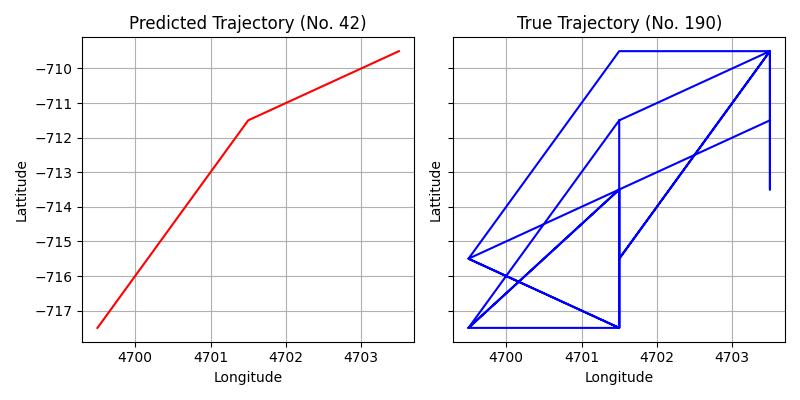 Predicted Trajectory (No. 42)
True Trajectory (No. 190)
Lattitude
−710
−711
−712
−713
−714
−715
−716
−717
4700
4701
4702
4703
Longitude
Lattitude
4700
4701
4702
4703
Longitude